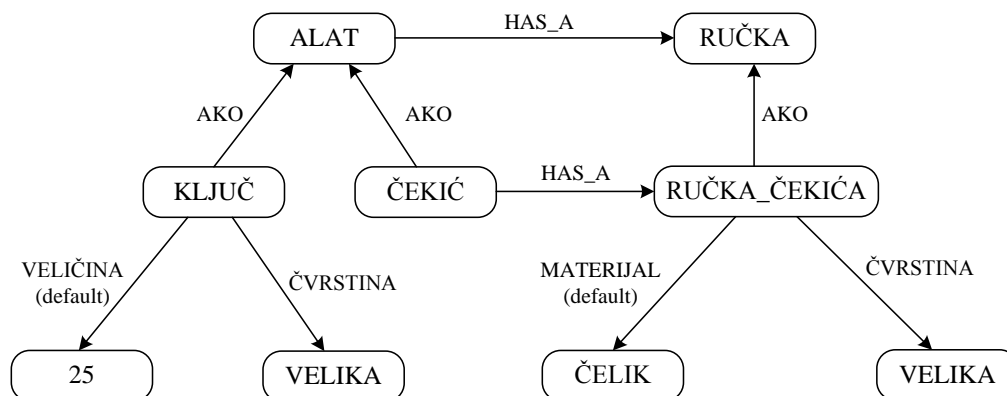 ALAT
HAS_A
RUČKA
AKO
AKO
AKO
KLJUČ
ČEKIĆ
HAS_A
RUČKA_ČEKIĆA
VELIČINA
(default)
ČVRSTINA
MATERIJAL
(default)
ČVRSTINA
25
VELIKA
ČELIK
VELIKA